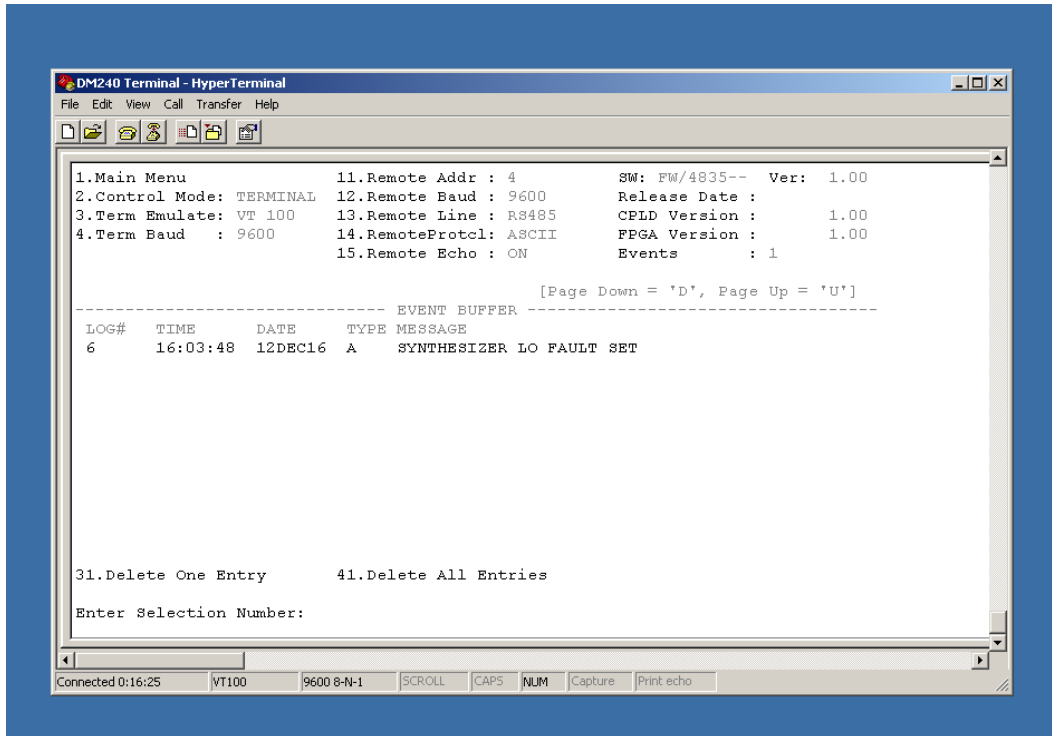 DM240 Terminal - HyperTerminal
File Edit View Call Transfer Help
1.Main Menu 11.Remote Addr : 4 SW: FW/4835-- Ver: 1.00
2.Control Mode: TERMINAL 12.Remote Baud : 9600 Release Date :
3.Term Emulate: VT 100 13.Remote Line : RS485 CPLD Version : 1.00
4.Term Baud : 9600 14.RemoteProtcl: ASCII FPGA Version : 1.00
15.Remote Echo : ON Events : 1
[Page Down = 'D', Page Up = 'U']
------------------------------- EVENT BUFFER -----------------------------------
LOG# TIME DATE TYPE MESSAGE
6 16:03:48 12DEC16 A SYNTHESIZER LO FAULT SET
31.Delete One Entry 41.Delete All Entries
Enter Selection Number:
Connected 0:16:25 VT100 9600 8-N-1 SCROLL CAPS NUM Capture Print echo